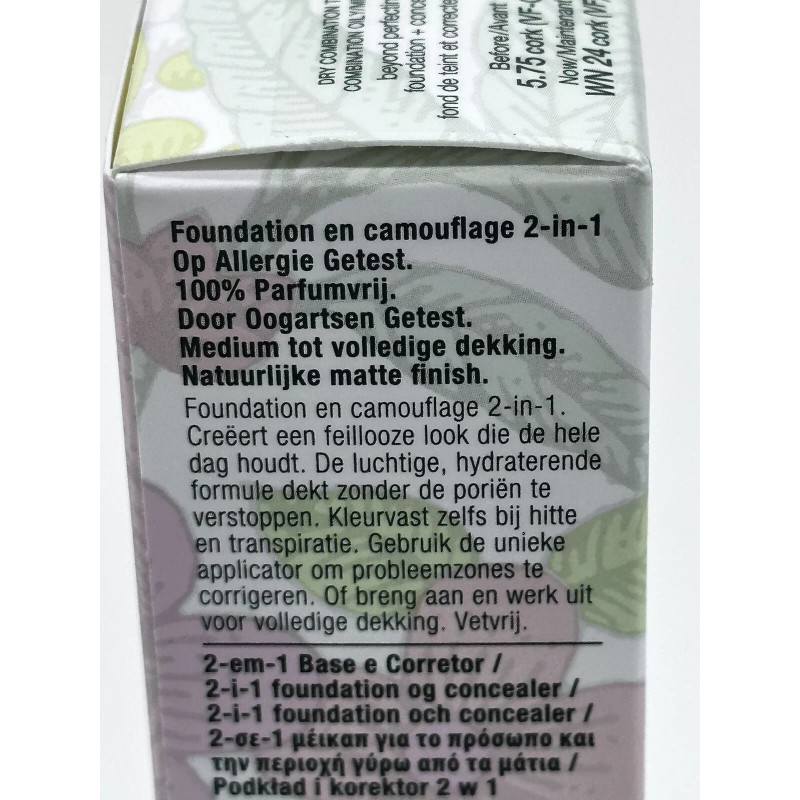 DRY COMBINATION
COMBINATION OILY
beyond perfecting
foundation +
fond de teint et
Before/Avant
5.75 cork
Now/Maintenant
WN 24 cork
Foundation en camouflage 2-in-1
Op Allergie Getest.
100% Parfumvrij.
Door Oogartsen Getest.
Medium tot volledige dekking.
Natuurlijke matte finish.
Foundation en camouflage 2-in-1.
Creëert een feillooze look die de hele
dag houdt. De luchtige, hydraterende
formule dekt zonder de poriën te
verstoppen. Kleurvast zelfs bij hitte
en transpiratie. Gebruik de unieke
applicator om probleemzones te
corrigeren. Of breng aan en werk uit
voor volledige dekking. Vetvrij.
2-em-1 Base e Corretor /
2-i-1 foundation og concealer /
2-i-1 foundation och concealer /
2-σε-1 μέικαπ για το πρόσωπο και
την περιοχή γύρω από τα μάτια /
Podkład i korektor 2 w 1